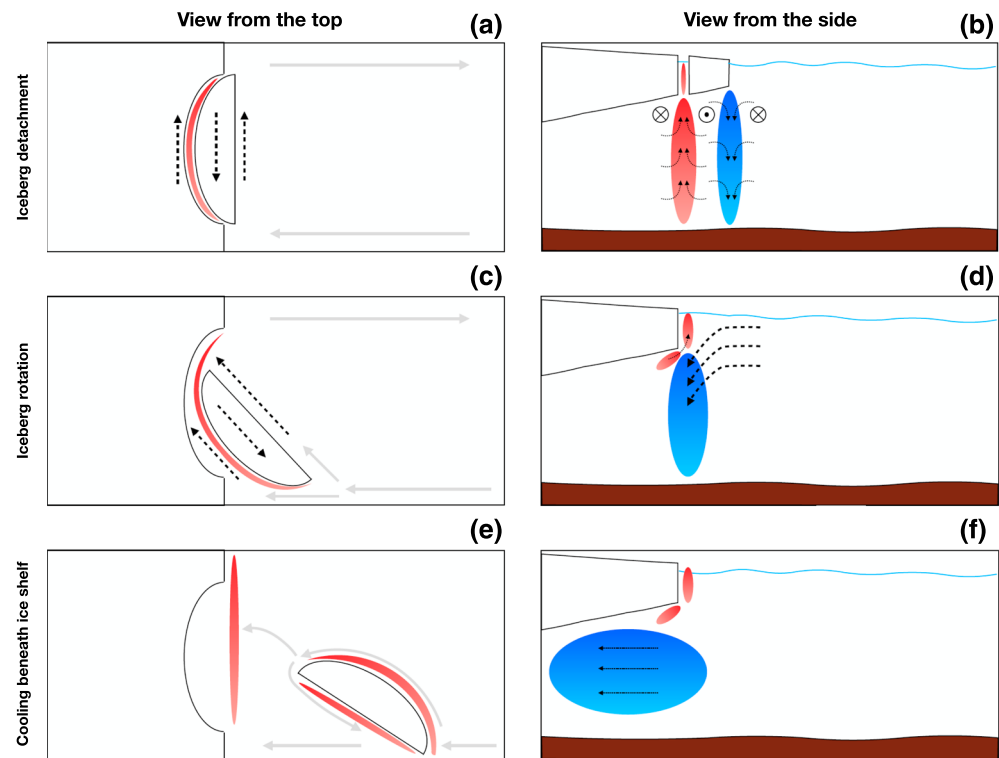 View from the top
View from the side
(a)
(b)
Iceberg detachment
(c)
(d)
Iceberg rotation
(e)
(f)
Cooling beneath ice shelf